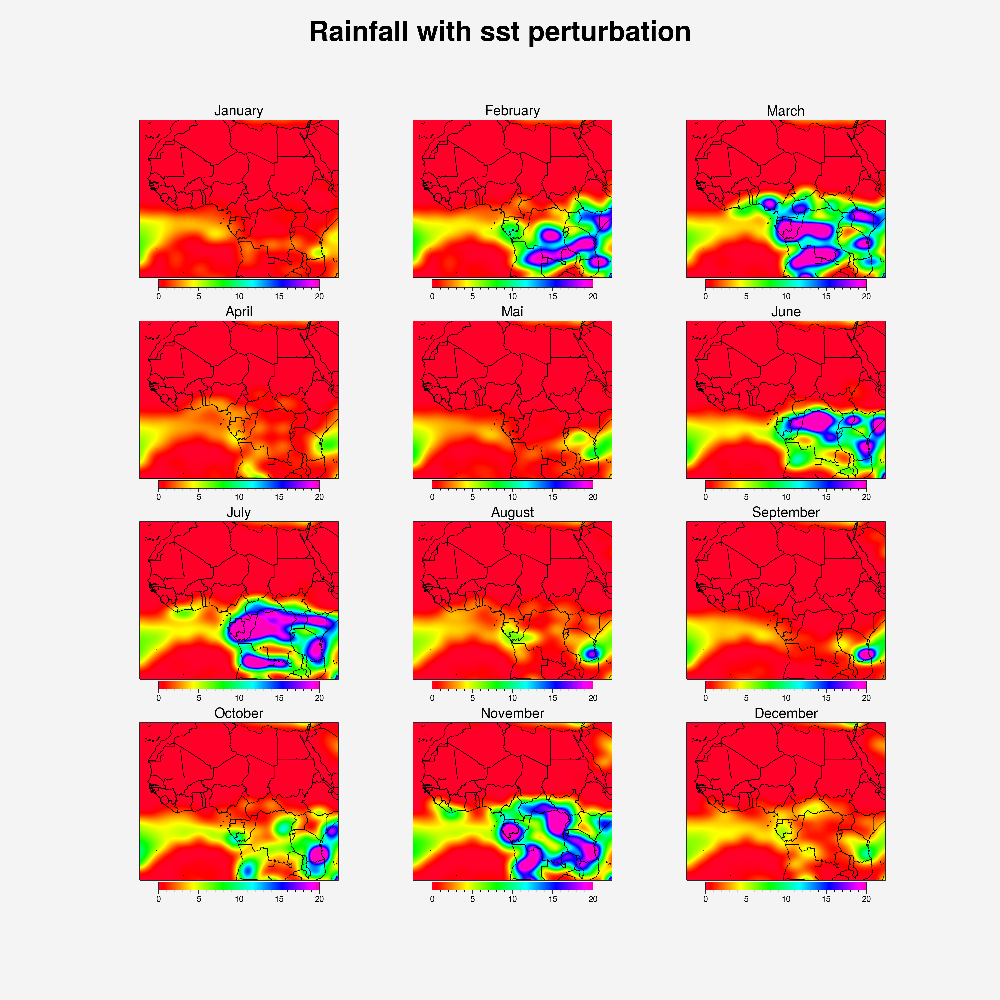 Rainfall with sst perturbation
January February March
0 5 10 15 20 0 5 10 15 20 0 5 10 15 20
April Mai June
0 5 10 15 20 0 5 10 15 20 0 5 10 15 20
July August September
0 5 10 15 20 0 5 10 15 20 0 5 10 15 20
October November December
0 5 10 15 20 0 5 10 15 20 0 5 10 15 20